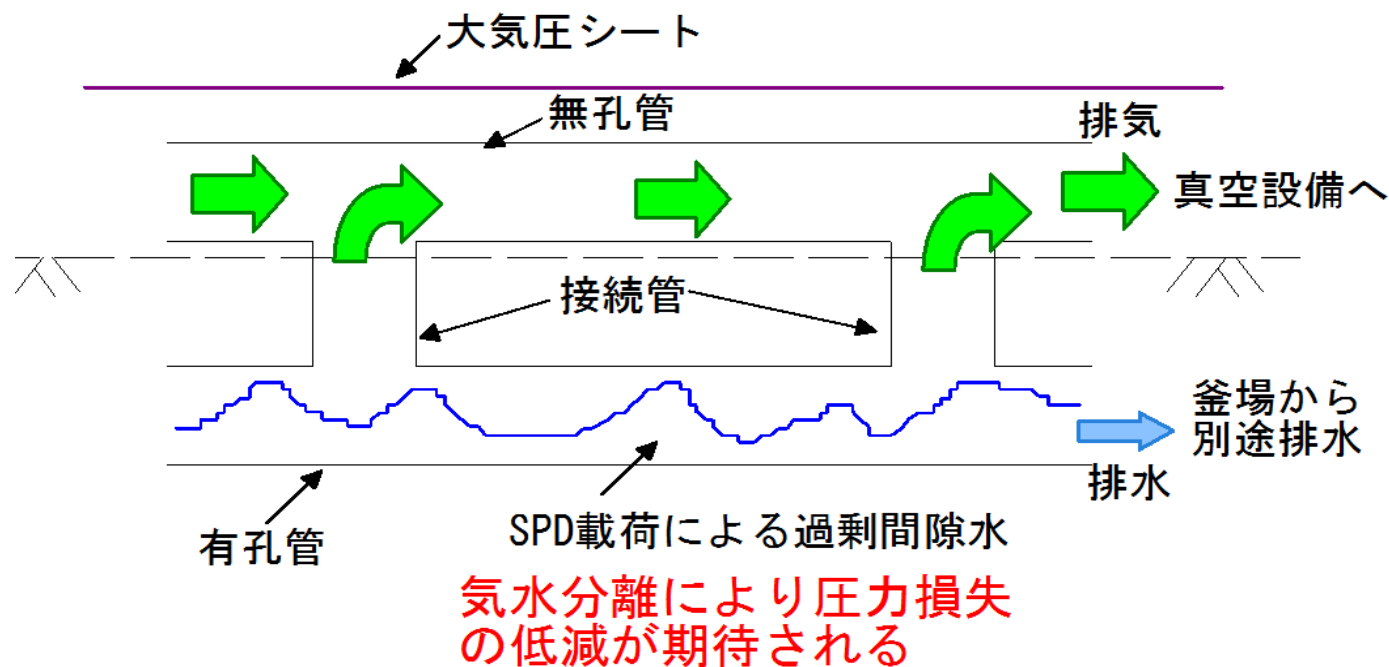 大気圧シート
無孔管
排気
真空設備へ
接続管
釜場から
別途排水
排水
有孔管
SPD載荷による過剰間隙水
気水分離により圧力損失
の低減が期待される